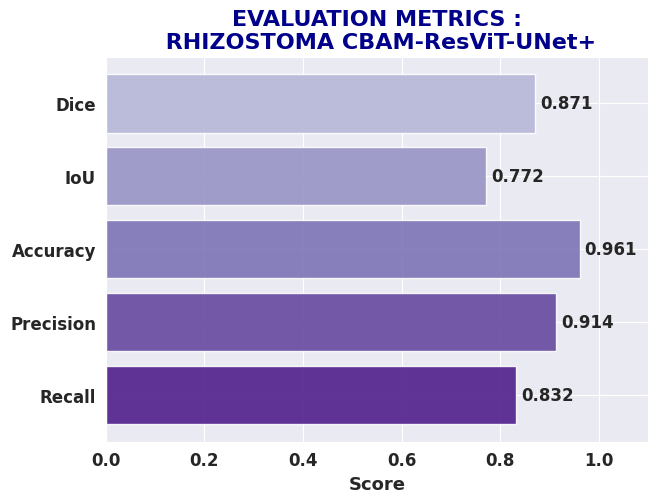 EVALUATION METRICS :
RHIZOSTOMA CBAM-ResViT-UNet+
Dice 0.871
IoU 0.772
Accuracy 0.961
Precision 0.914
Recall 0.832
0.0 0.2 0.4 0.6 0.8 1.0
Score